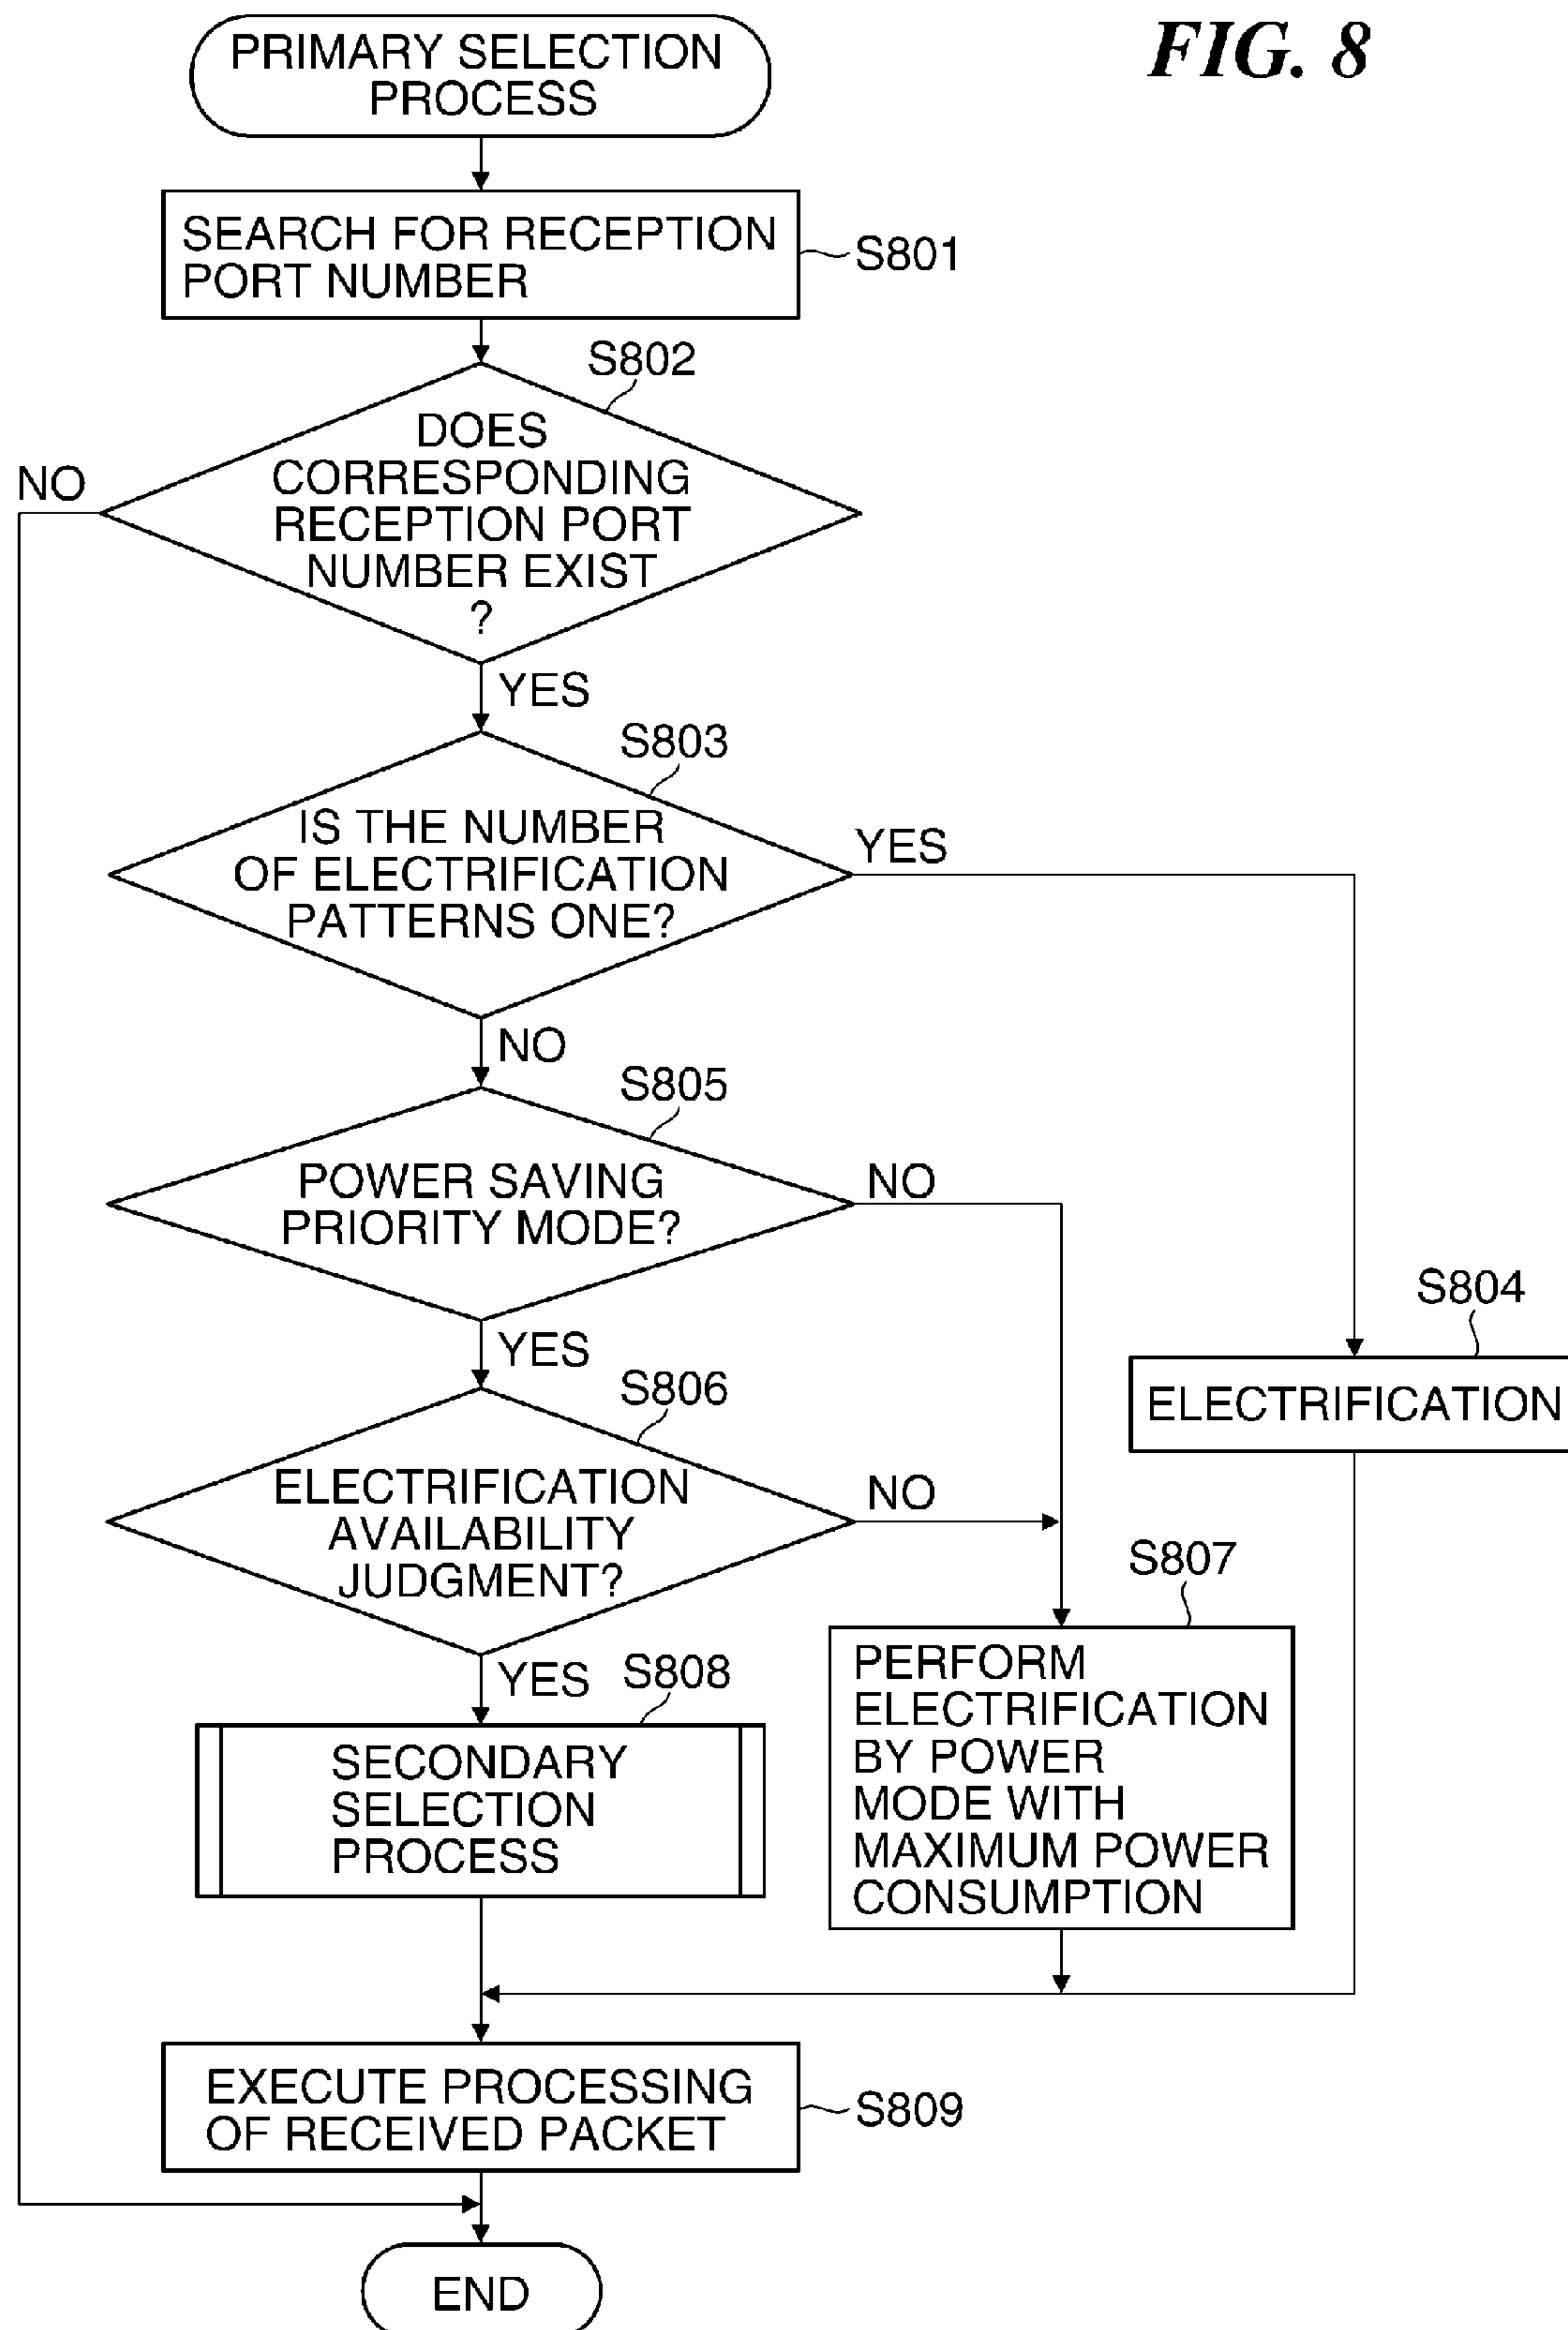 FIG. 8
PRIMARY SELECTION
PROCESS
SEARCH FOR RECEPTION
PORT NUMBER
S801
S802
DOES
CORRESPONDING
RECEPTION PORT
NUMBER EXIST
?
NO
YES
S803
IS THE NUMBER
OF ELECTRIFICATION
PATTERNS ONE?
YES
NO
S805
POWER SAVING
PRIORITY MODE?
NO
YES
S804
ELECTRIFICATION
S806
ELECTRIFICATION
AVAILABILITY
JUDGMENT?
NO
YES
S807
PERFORM
ELECTRIFICATION
BY POWER
MODE WITH
MAXIMUM POWER
CONSUMPTION
S808
SECONDARY
SELECTION
PROCESS
EXECUTE PROCESSING
OF RECEIVED PACKET
S809
END